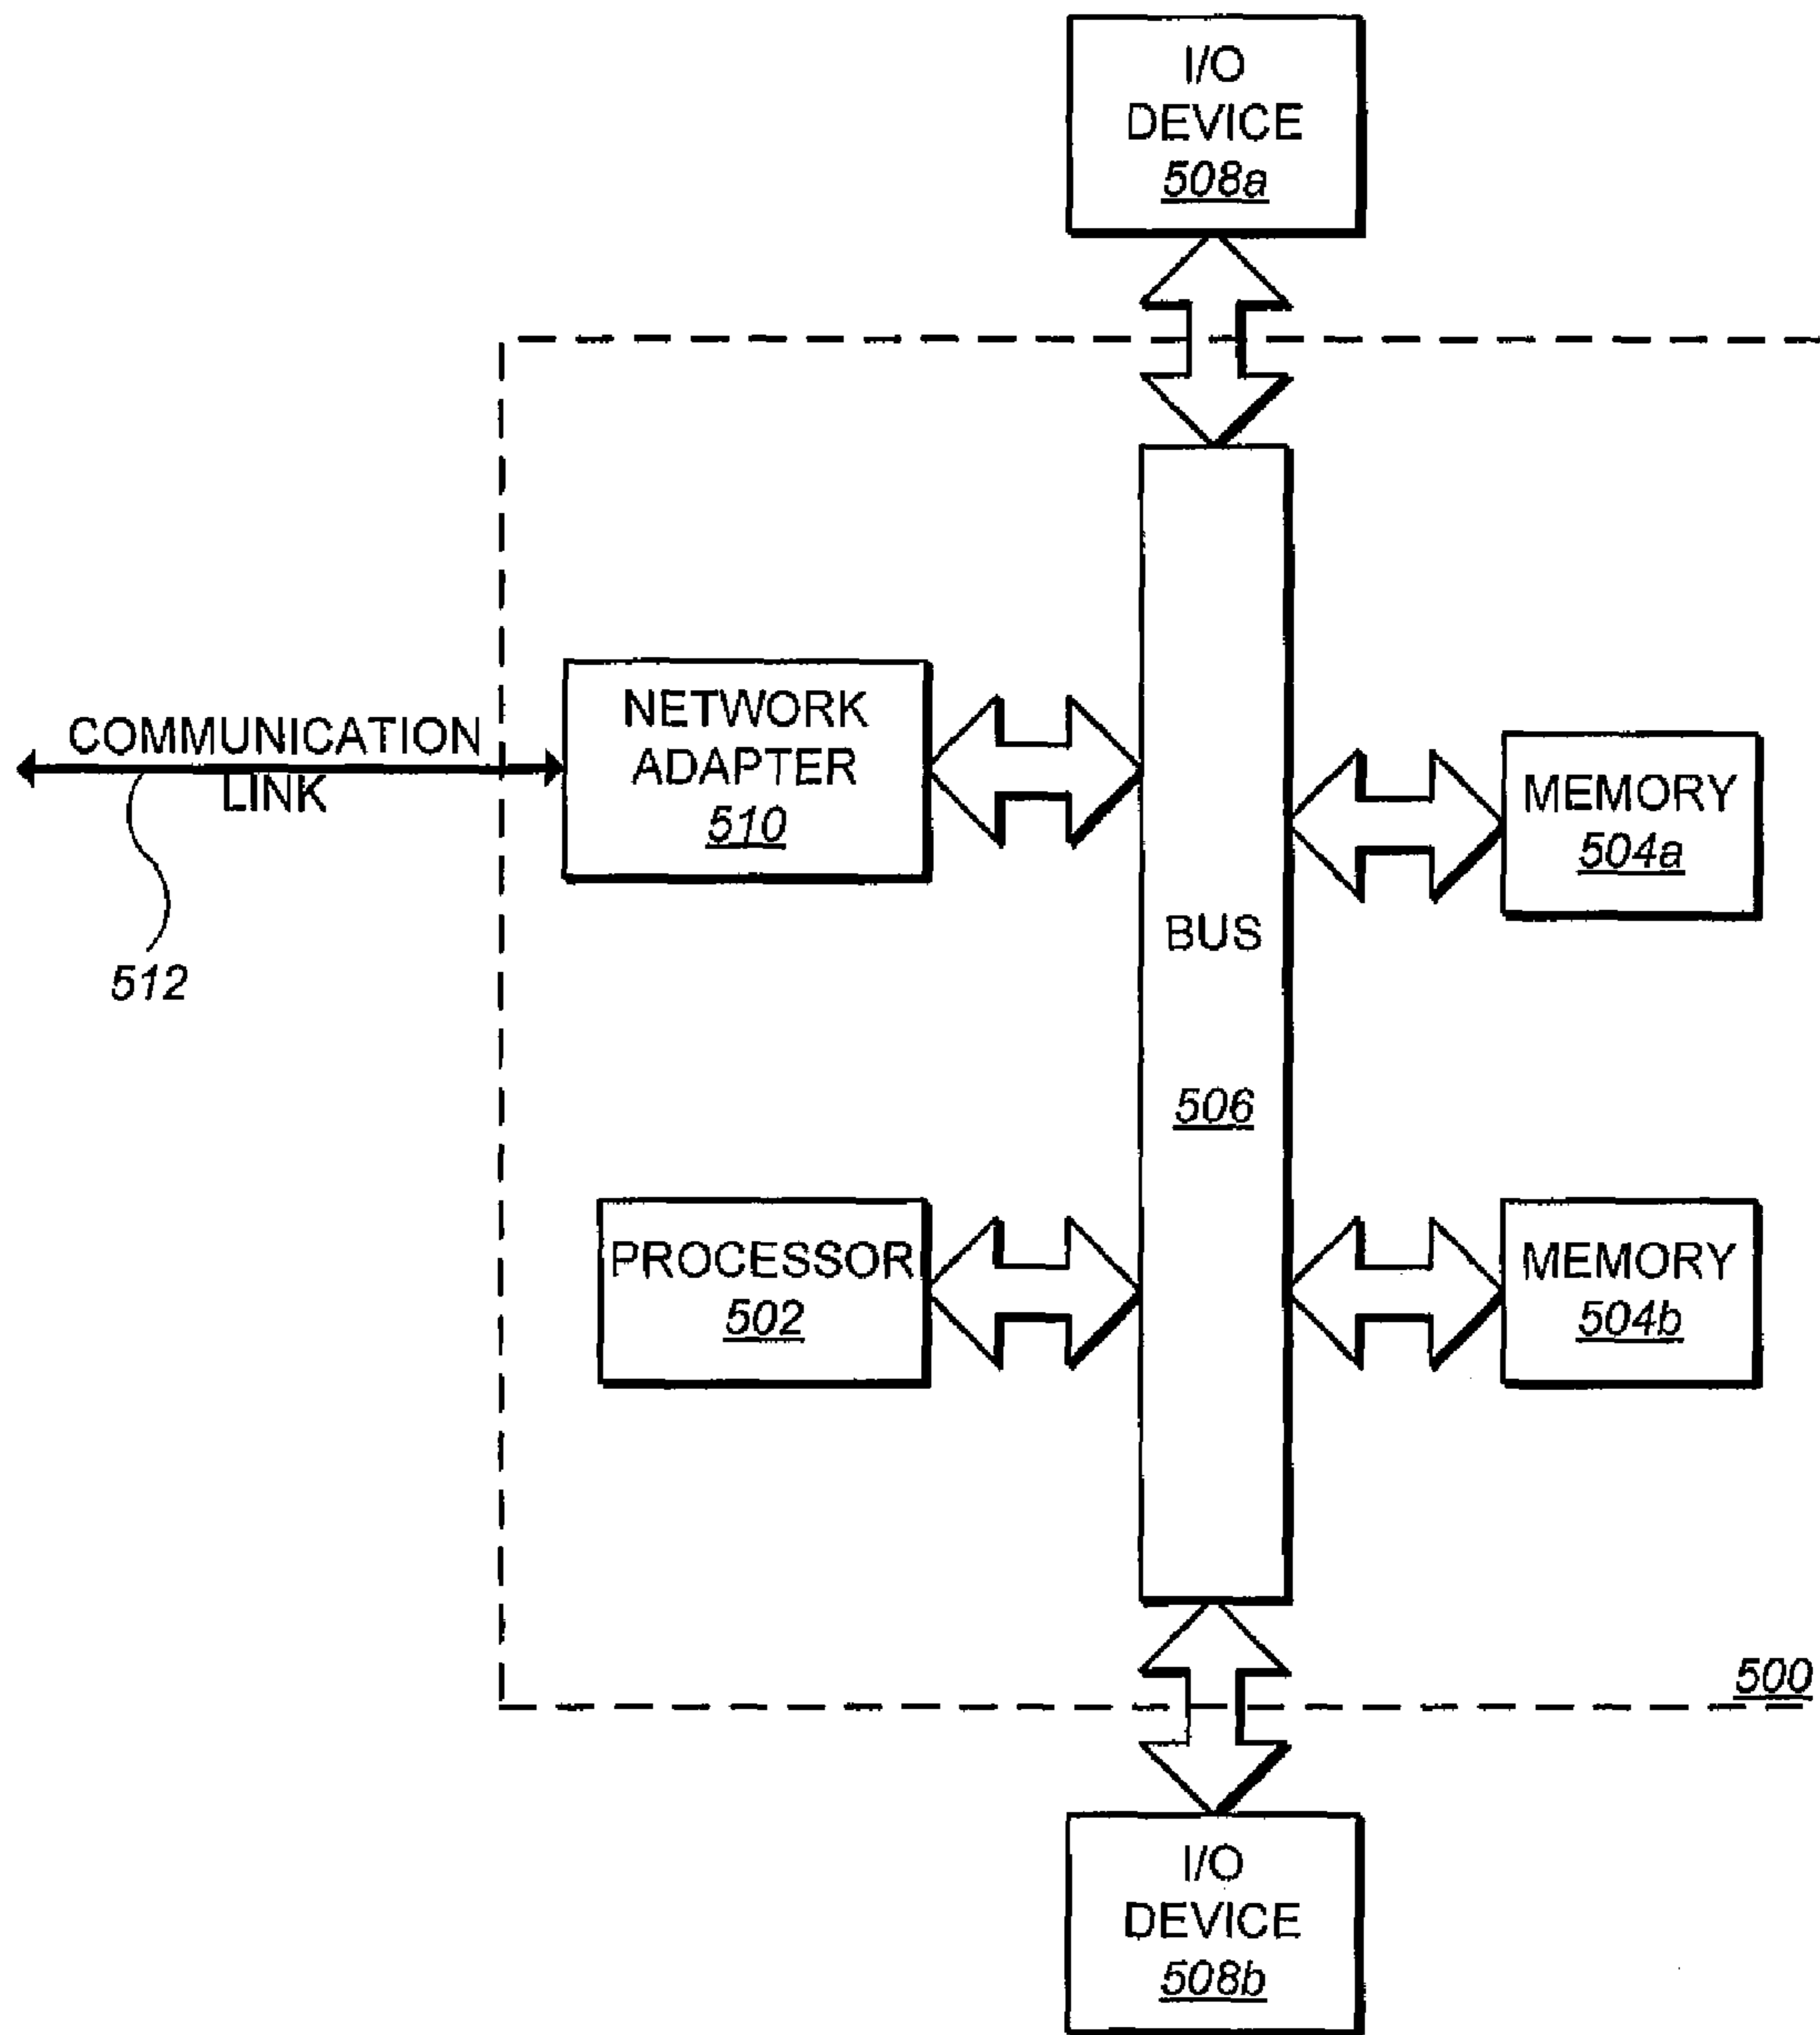 I/O
DEVICE
508a
COMMUNICATION
LINK
512
NETWORK
ADAPTER
510
MEMORY
504a
BUS
506
PROCESSOR
502
MEMORY
504b
500
I/O
DEVICE
508b